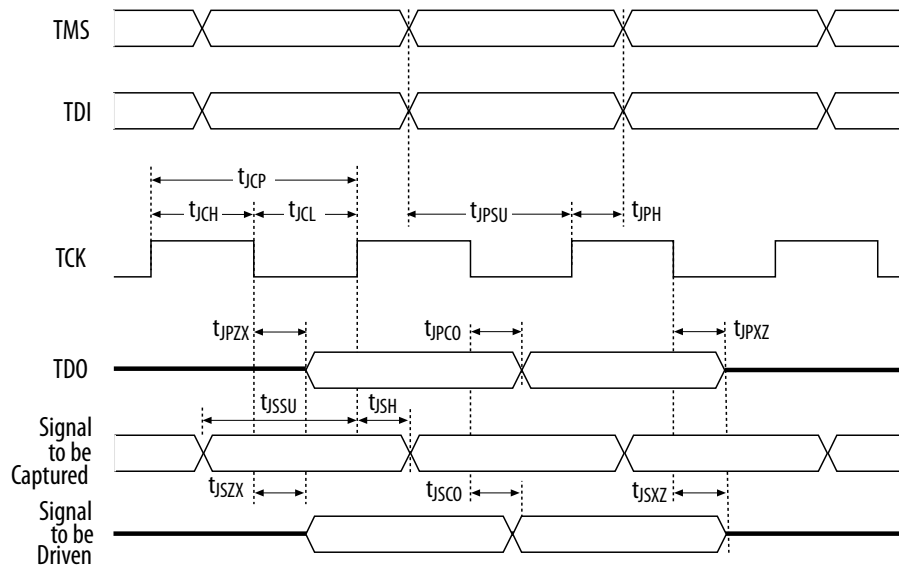 TMS
TDI
tJCP
tJCH tJCL tJPSU tJPH
TCK
tJPZX tJPCO tJPXZ
TDO
tJSSU tJSH
Signal
to be
Captured
tJSZX tJSCO tJSXZ
Signal
to be
Driven